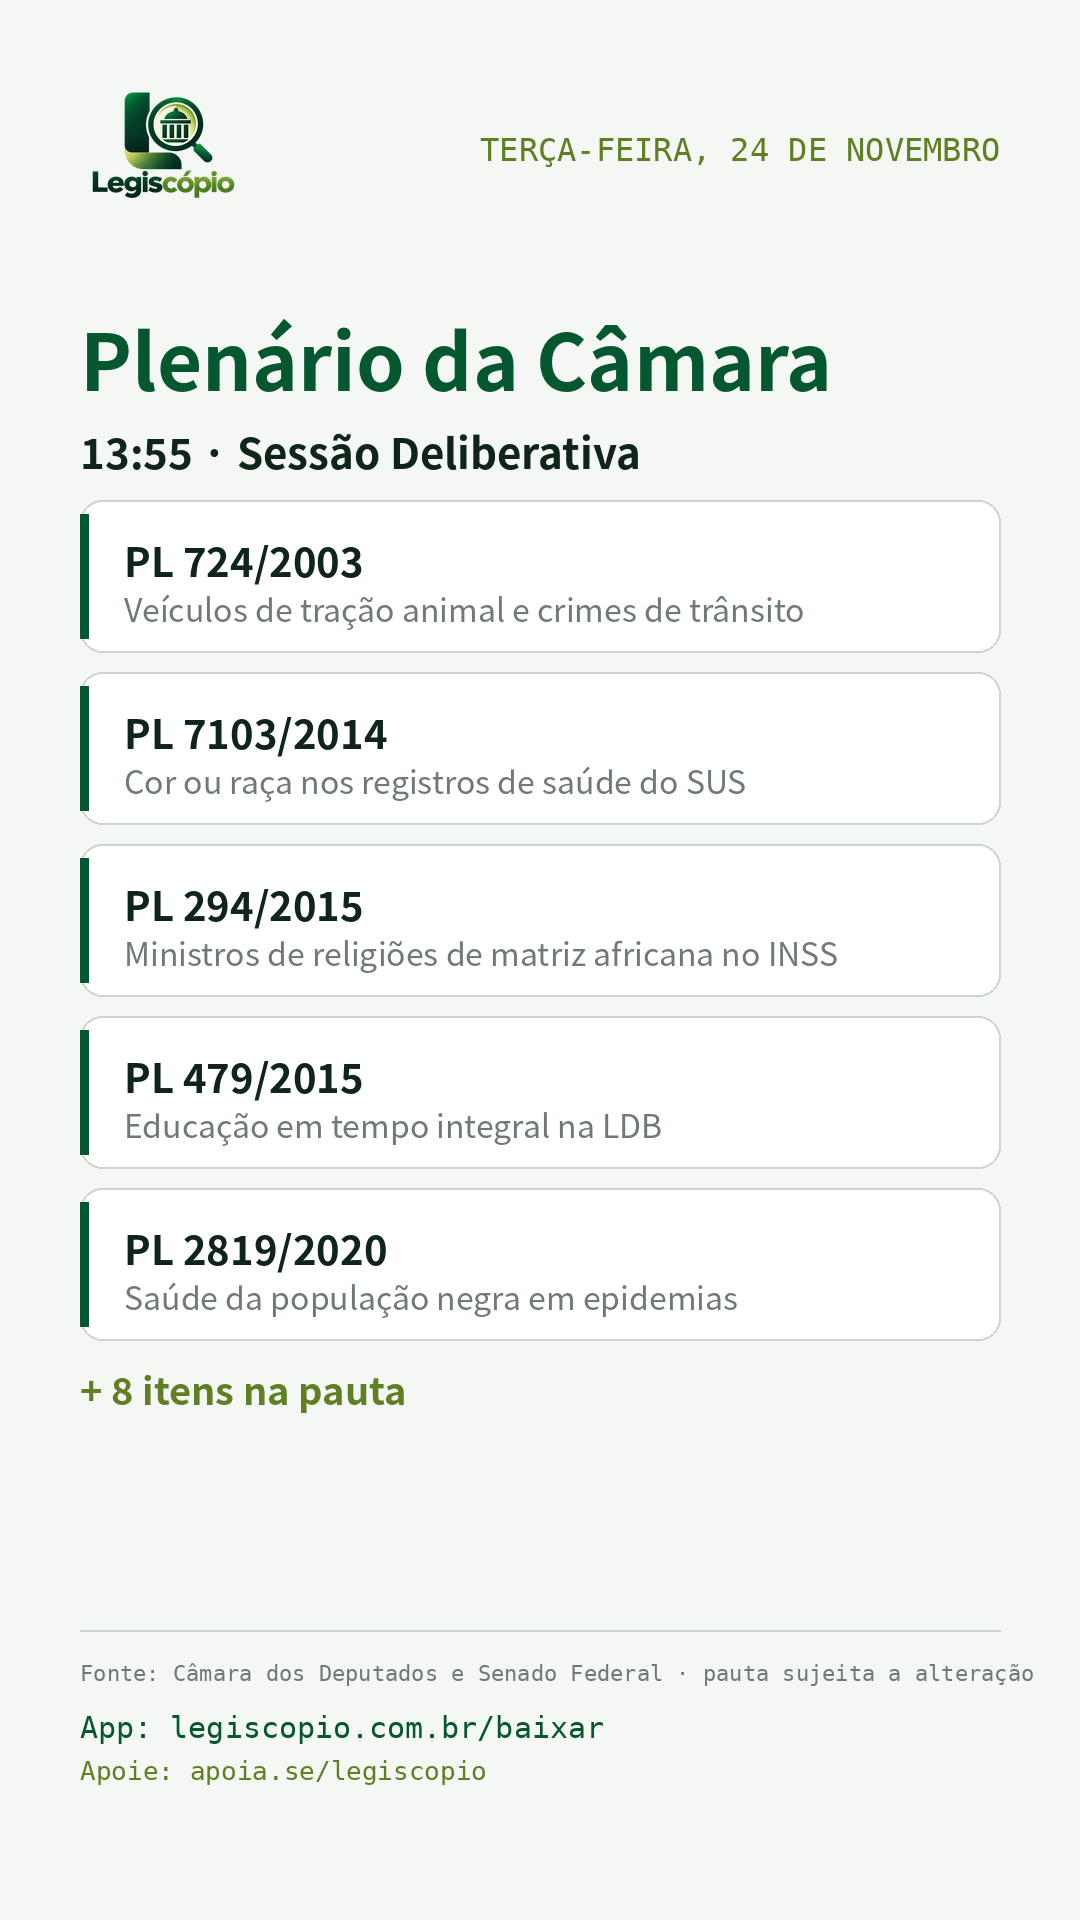 Legiscópio
TERÇA-FEIRA, 24 DE NOVEMBRO
Plenário da Câmara
13:55 · Sessão Deliberativa
PL 724/2003
Veículos de tração animal e crimes de trânsito
PL 7103/2014
Cor ou raça nos registros de saúde do SUS
PL 294/2015
Ministros de religiões de matriz africana no INSS
PL 479/2015
Educação em tempo integral na LDB
PL 2819/2020
Saúde da população negra em epidemias
+ 8 itens na pauta
Fonte: Câmara dos Deputados e Senado Federal · pauta sujeita a alteração
App: legiscopio.com.br/baixar
Apoie: apoia.se/legiscopio